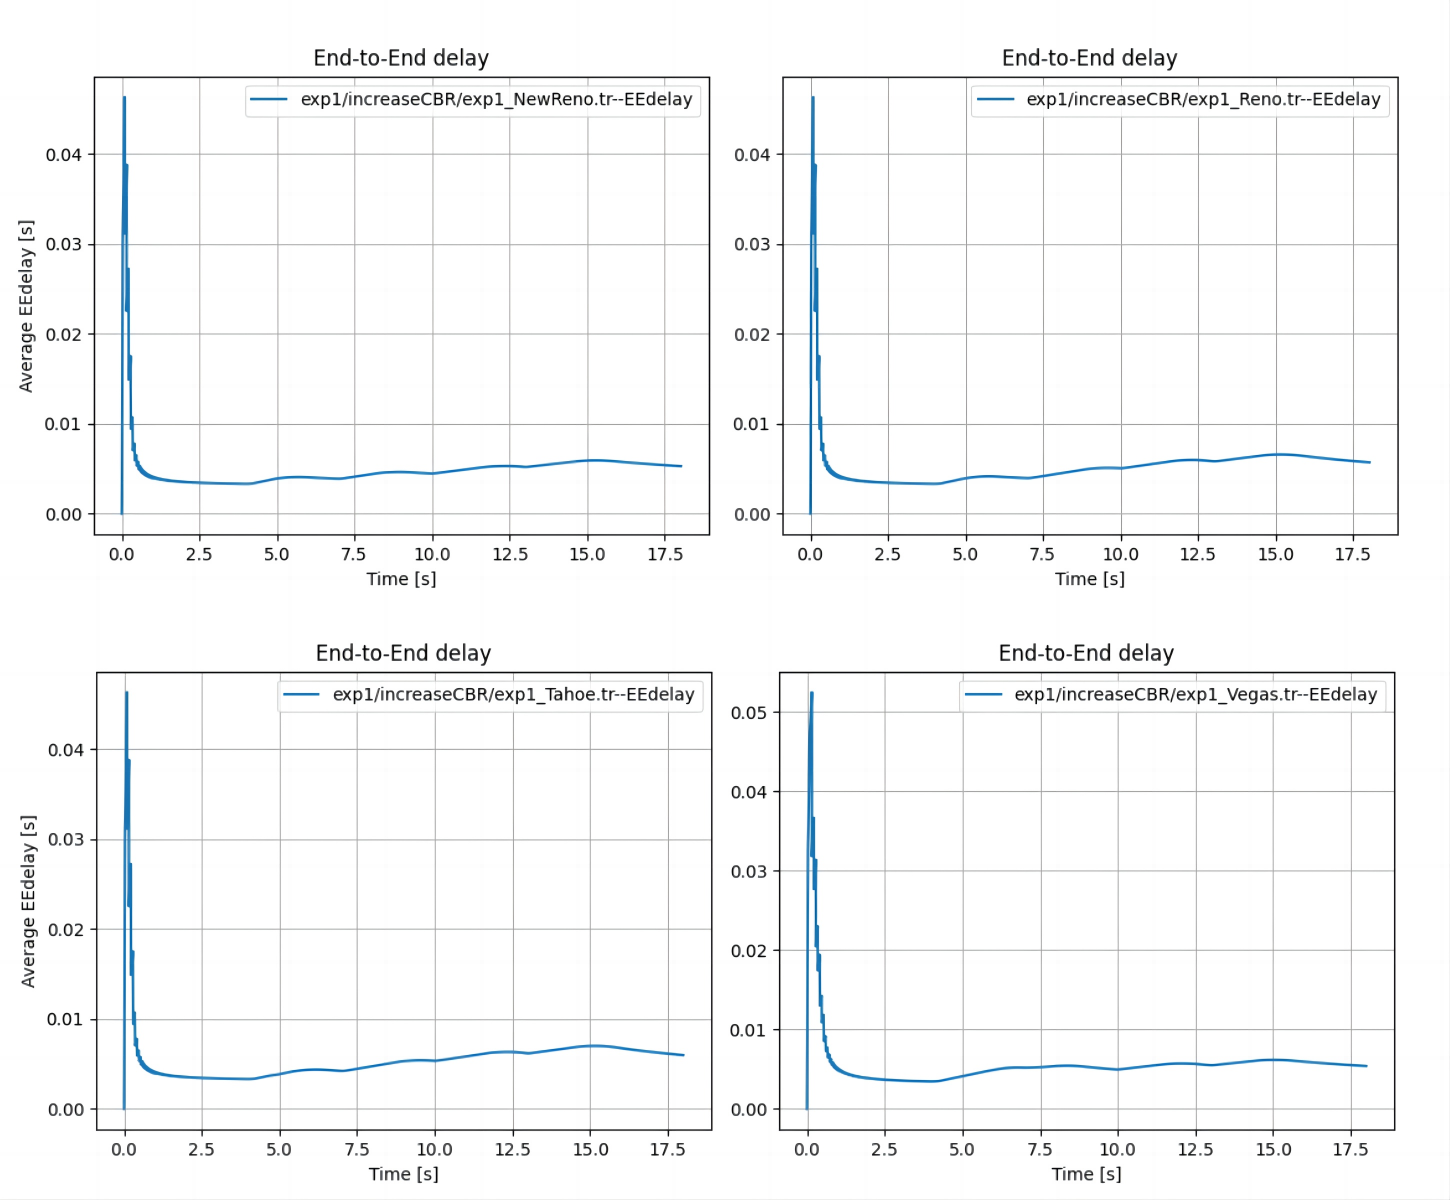 End-to-End delay
exp1/increaseCBR/exp1_NewReno.tr--EEdelay
Average EEdelay [s]
0.04
0.03
0.02
0.01
0.00
0.0 2.5 5.0 7.5 10.0 12.5 15.0 17.5
Time [s]
End-to-End delay
exp1/increaseCBR/exp1_Reno.tr--EEdelay
0.04
0.03
0.02
0.01
0.00
0.0 2.5 5.0 7.5 10.0 12.5 15.0 17.5
Time [s]
End-to-End delay
exp1/increaseCBR/exp1_Tahoe.tr--EEdelay
Average EEdelay [s]
0.04
0.03
0.02
0.01
0.00
0.0 2.5 5.0 7.5 10.0 12.5 15.0 17.5
Time [s]
End-to-End delay
exp1/increaseCBR/exp1_Vegas.tr--EEdelay
0.05
0.04
0.03
0.02
0.01
0.00
0.0 2.5 5.0 7.5 10.0 12.5 15.0 17.5
Time [s]